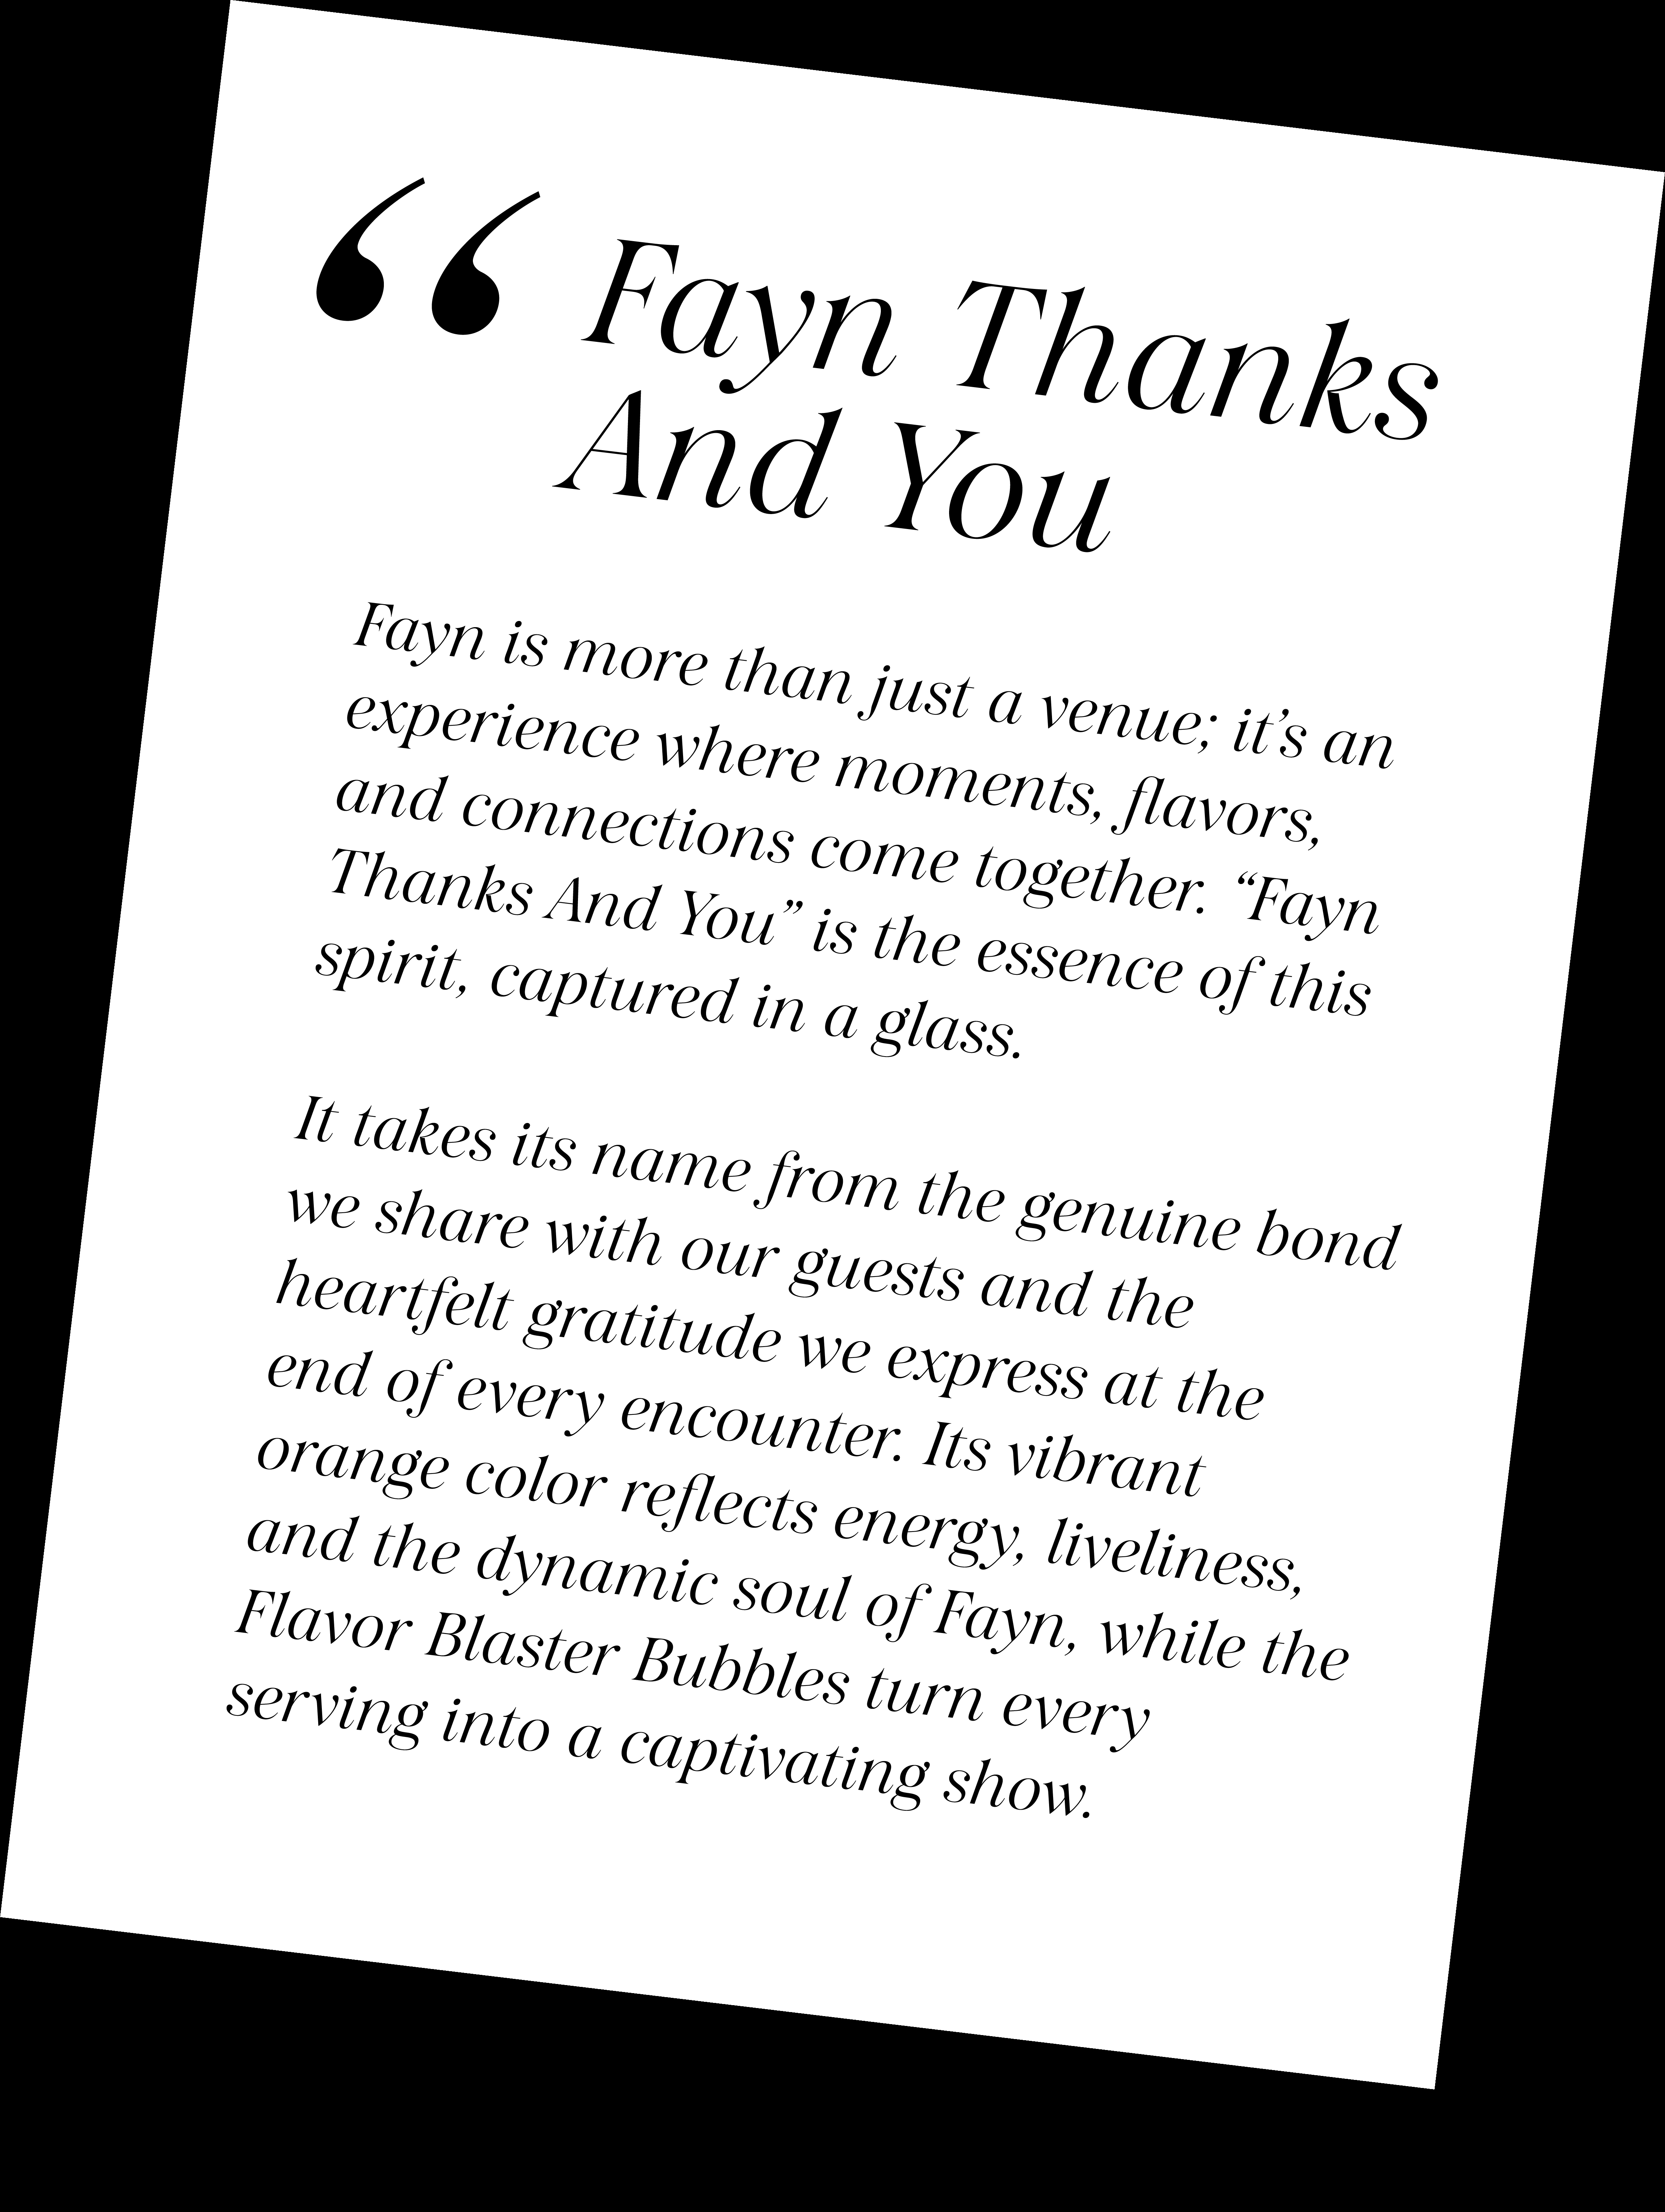 “ Fayn Thanks
And You
Fayn is more than just a venue; it’s an
experience where moments, flavors,
and connections come together. “Fayn
Thanks And You” is the essence of this
spirit, captured in a glass.
It takes its name from the genuine bond
we share with our guests and the
heartfelt gratitude we express at the
end of every encounter. Its vibrant
orange color reflects energy, liveliness,
and the dynamic soul of Fayn, while the
Flavor Blaster Bubbles turn every
serving into a captivating show.